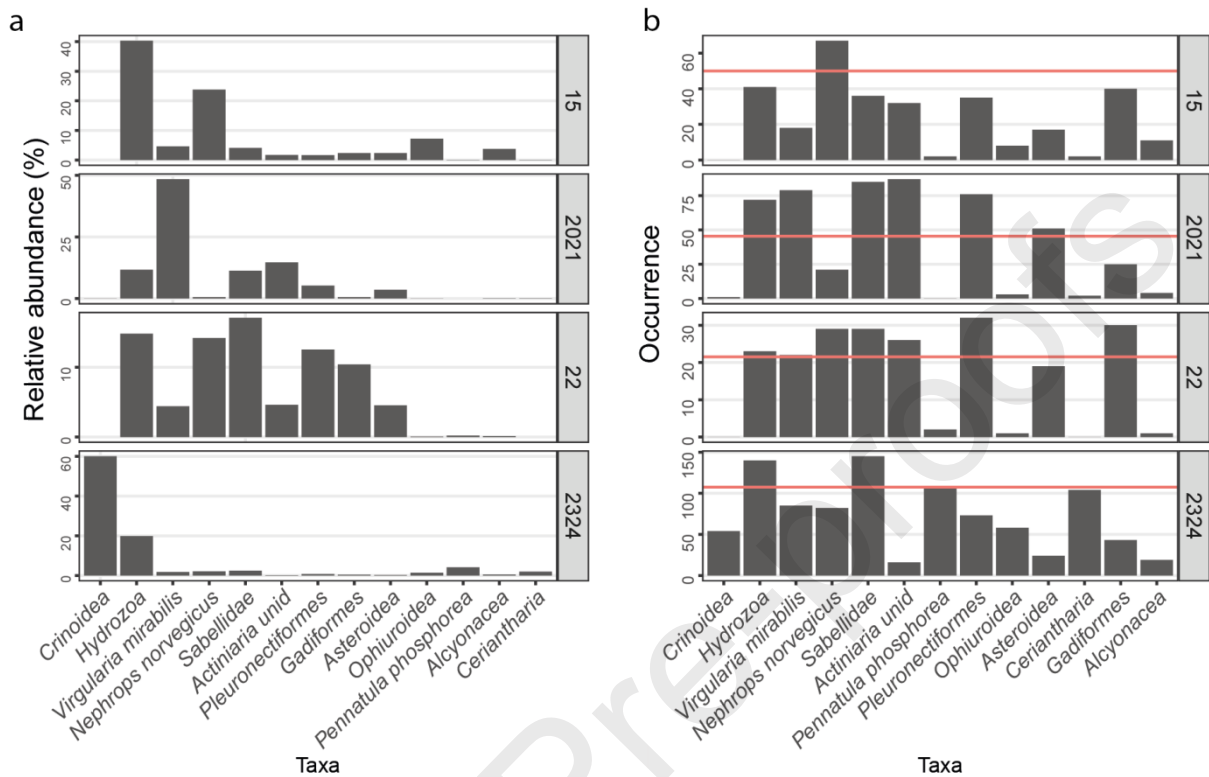 a
b
Relative abundance (%)
0
10
20
30
40
15
0
25
50
2021
0
10
22
0
20
40
60
2324
Crinoidea
Hydrozoa
Virgularia mirabilis
Nephrops norvegicus
Sabellidae
Actiniaria unid
Pleuronectiformes
Gadiformes
Asteroidea
Ophiuroidea
Pennatula phosphorea
Alcyonacea
Ceriantharia
Taxa
Occurrence
0
20
40
60
15
0
25
50
75
2021
0
10
20
30
22
0
50
100
150
2324
Crinoidea
Hydrozoa
Virgularia mirabilis
Nephrops norvegicus
Sabellidae
Actiniaria unid
Pennatula phosphorea
Pleuronectiformes
Ophiuroidea
Asteroidea
Ceriantharia
Gadiformes
Alcyonacea
Taxa
Pre-proofs